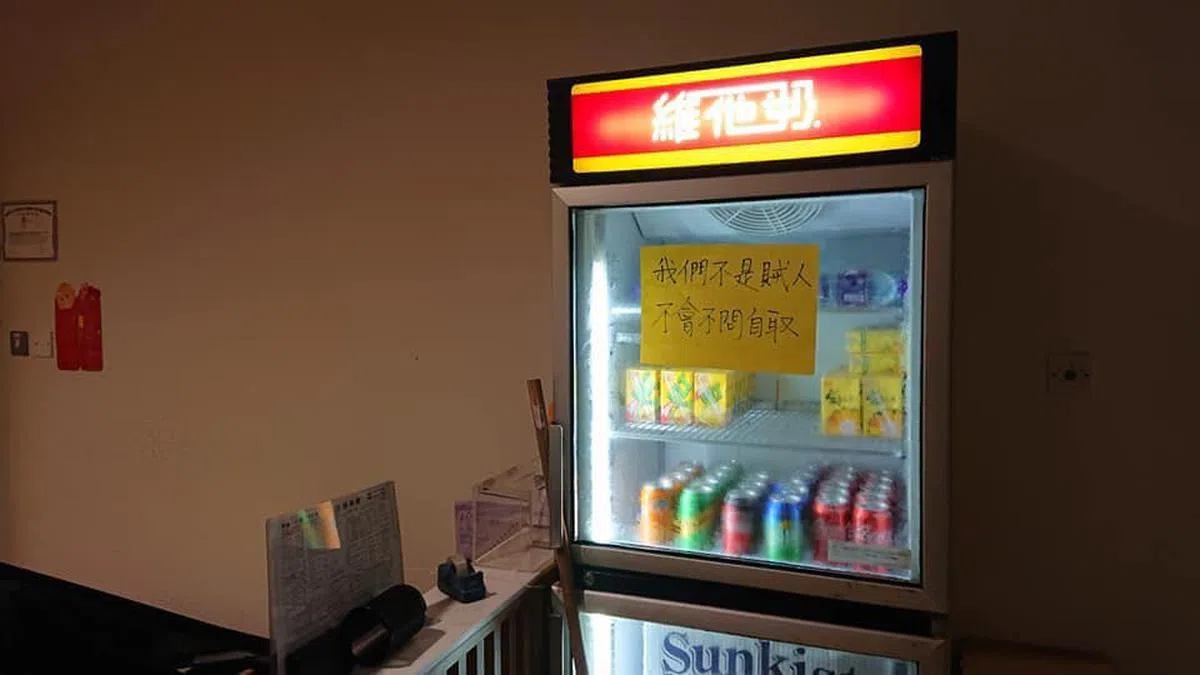 維他奶
我們不是賊人
不會不問自取
Sunkist